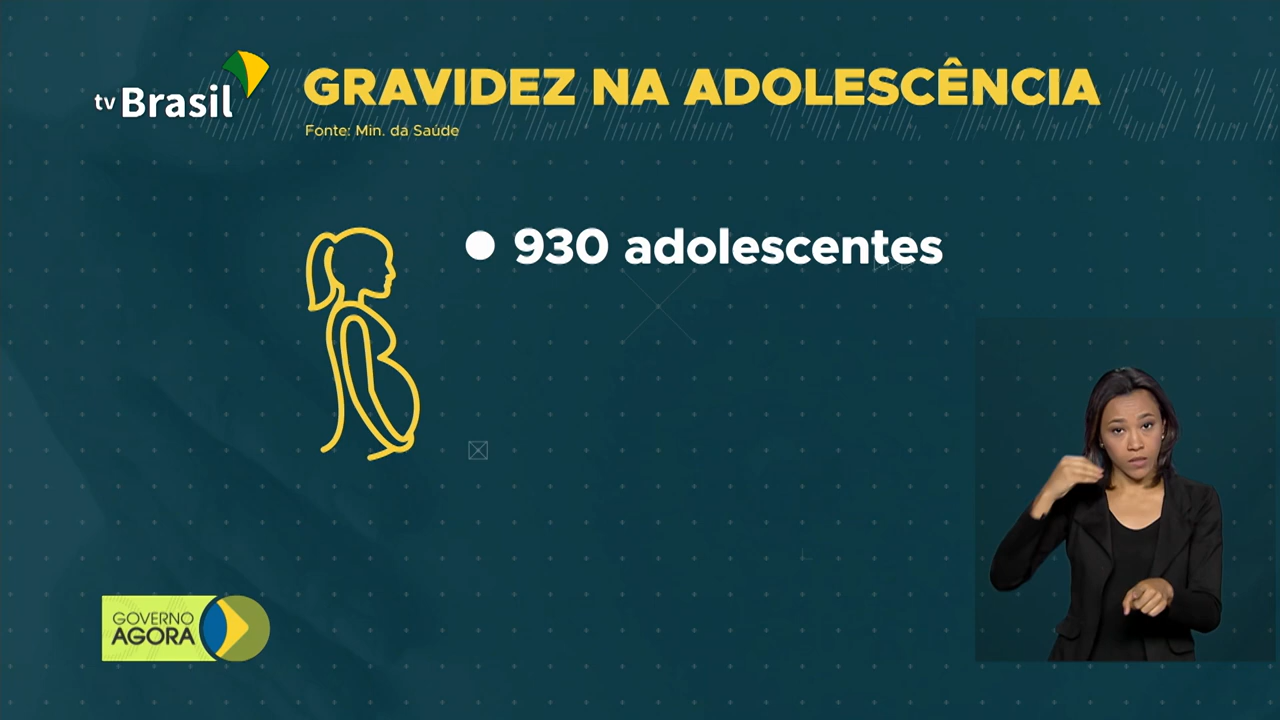 tv Brasil
GRAVIDEZ NA ADOLESCÊNCIA
Fonte: Min. da Saúde
930 adolescentes
GOVERNO
AGORA